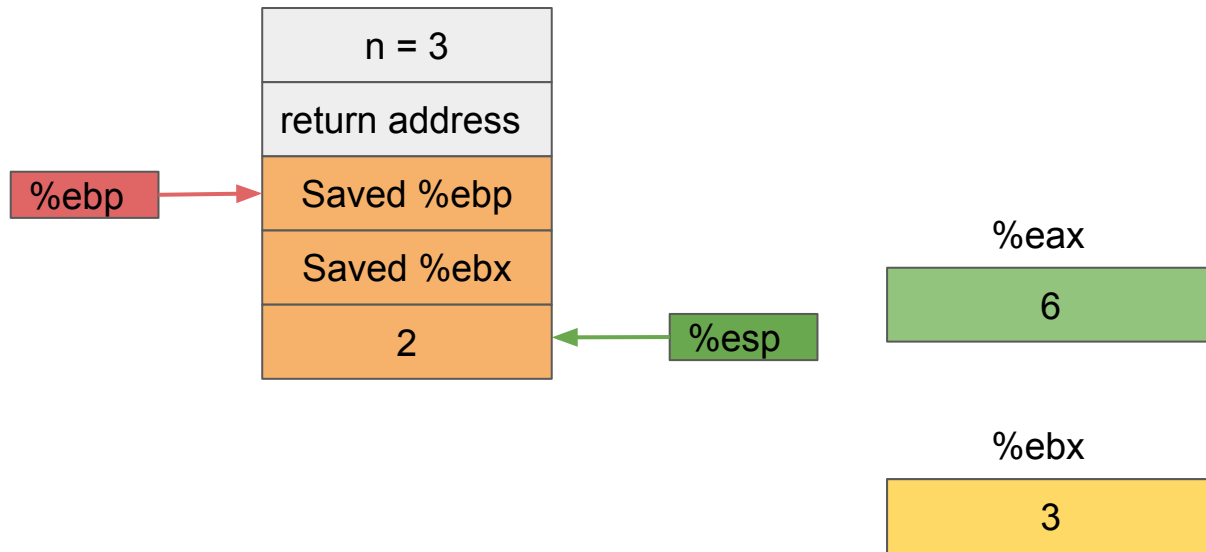 n = 3
return address
%ebp
Saved %ebp
Saved %ebx
%eax
6
2
%esp
%ebx
3